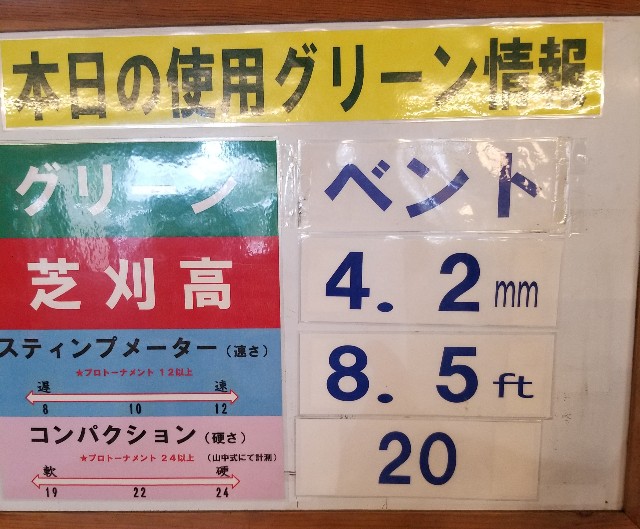 本日の使用グリーン情報
グリーン ベント
芝刈高 4.2mm
スティンプメーター(速さ) 8.5ft
★プロトーナメント12以上
遅 速
8 10 12
コンパクション(硬さ) 20
★プロトーナメント24以上 (山中式にて計測)
軟 硬
19 22 24